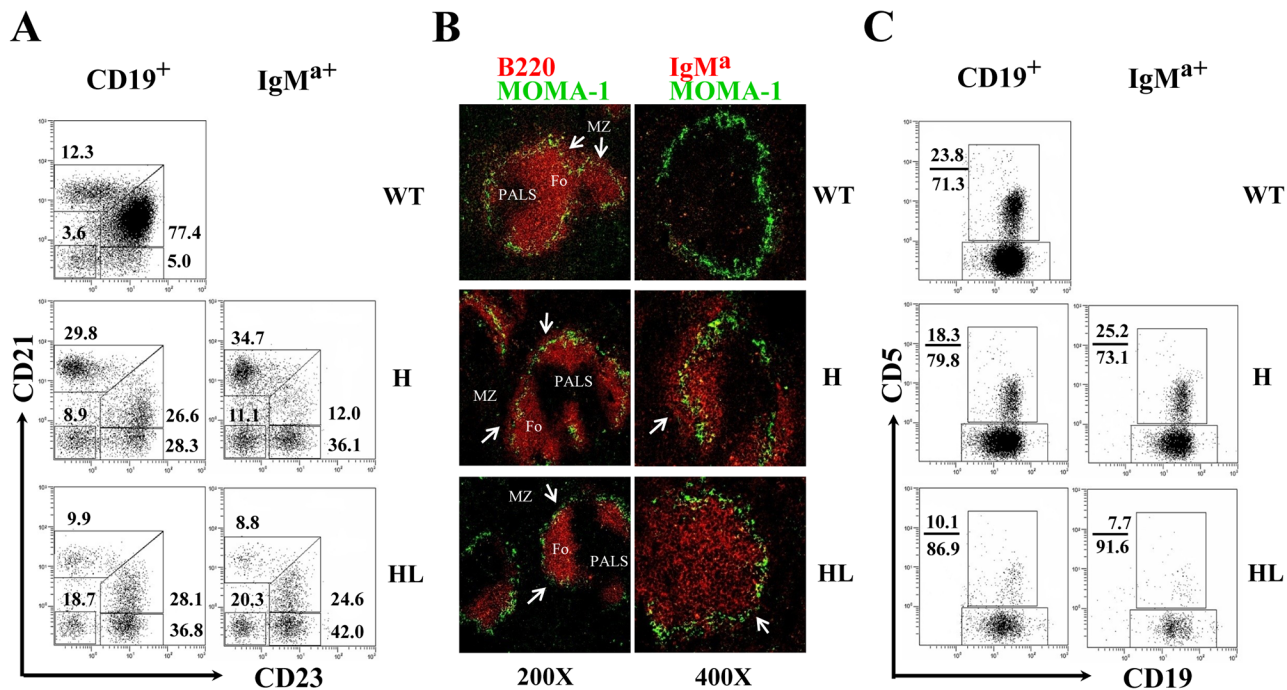 A
CD19+
IgMa+
12.3
3.6
77.4
5.0
WT
29.8
8.9
26.6
28.3
34.7
11.1
12.0
36.1
H
9.9
18.7
28.1
36.8
8.8
20.3
24.6
42.0
HL
CD21
CD23
B
B220
MOMA-1
IgMa
MOMA-1
MZ
PALS
Fo
WT
MZ
PALS
Fo
H
MZ
Fo
PALS
HL
200X
400X
C
CD19+
IgMa+
23.8
71.3
WT
18.3
79.8
25.2
73.1
H
10.1
86.9
7.7
91.6
HL
CD5
CD19